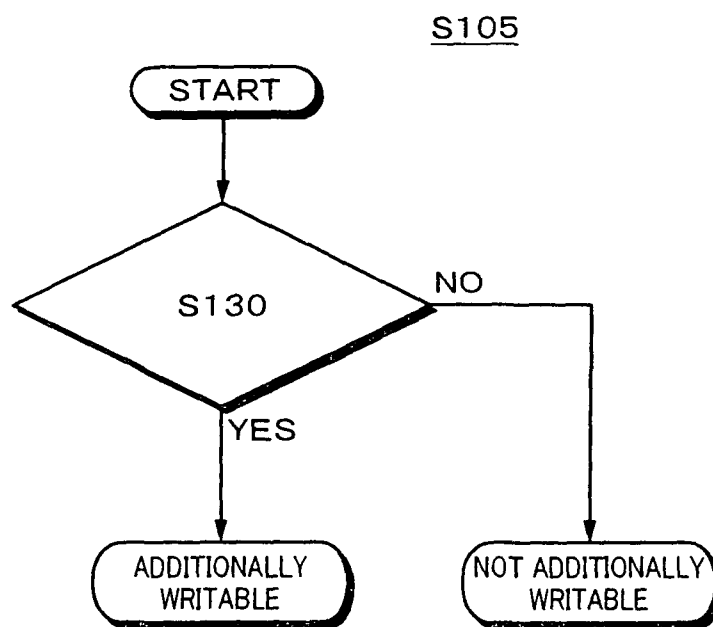 S105
START
S130
NO
YES
ADDITIONALLY
WRITABLE
NOT ADDITIONALLY
WRITABLE